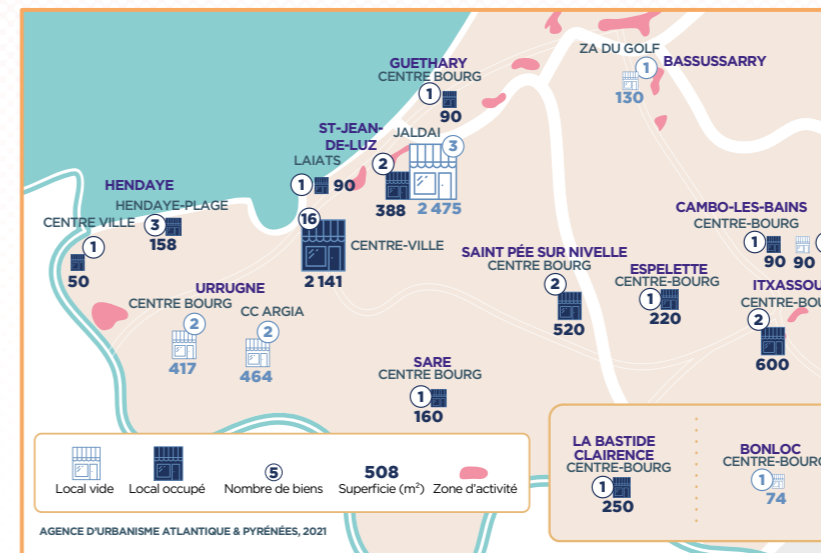 ZA DU GOLF
1
BASSUSSARRY
130
GUETHARY
CENTRE BOURG
1
90
ST-JEAN-
DE-LUZ
JALDAI
3
2
388
2 475
LAIATS
1
90
16
CENTRE-VILLE
2 141
HENDAYE
HENDAYE-PLAGE
3
158
CENTRE VILLE
1
50
URRUGNE
CENTRE BOURG
2
417
CC ARGIA
2
464
SAINT PÉE SUR NIVELLE
CENTRE BOURG
2
520
CAMBO-LES-BAINS
CENTRE-BOURG
1
90
90
ESPELETTE
CENTRE-BOURG
1
220
ITXASSOU
CENTRE-BOU
2
600
SARE
CENTRE BOURG
1
160
LA BASTIDE
CLAIRENCE
CENTRE-BOURG
1
250
BONLOC
CENTRE-BOURG
1
74
Local vide
Local occupé
5
Nombre de biens
508
Superficie (m²)
Zone d'activité
AGENCE D'URBANISME ATLANTIQUE & PYRÉNÉES, 2021